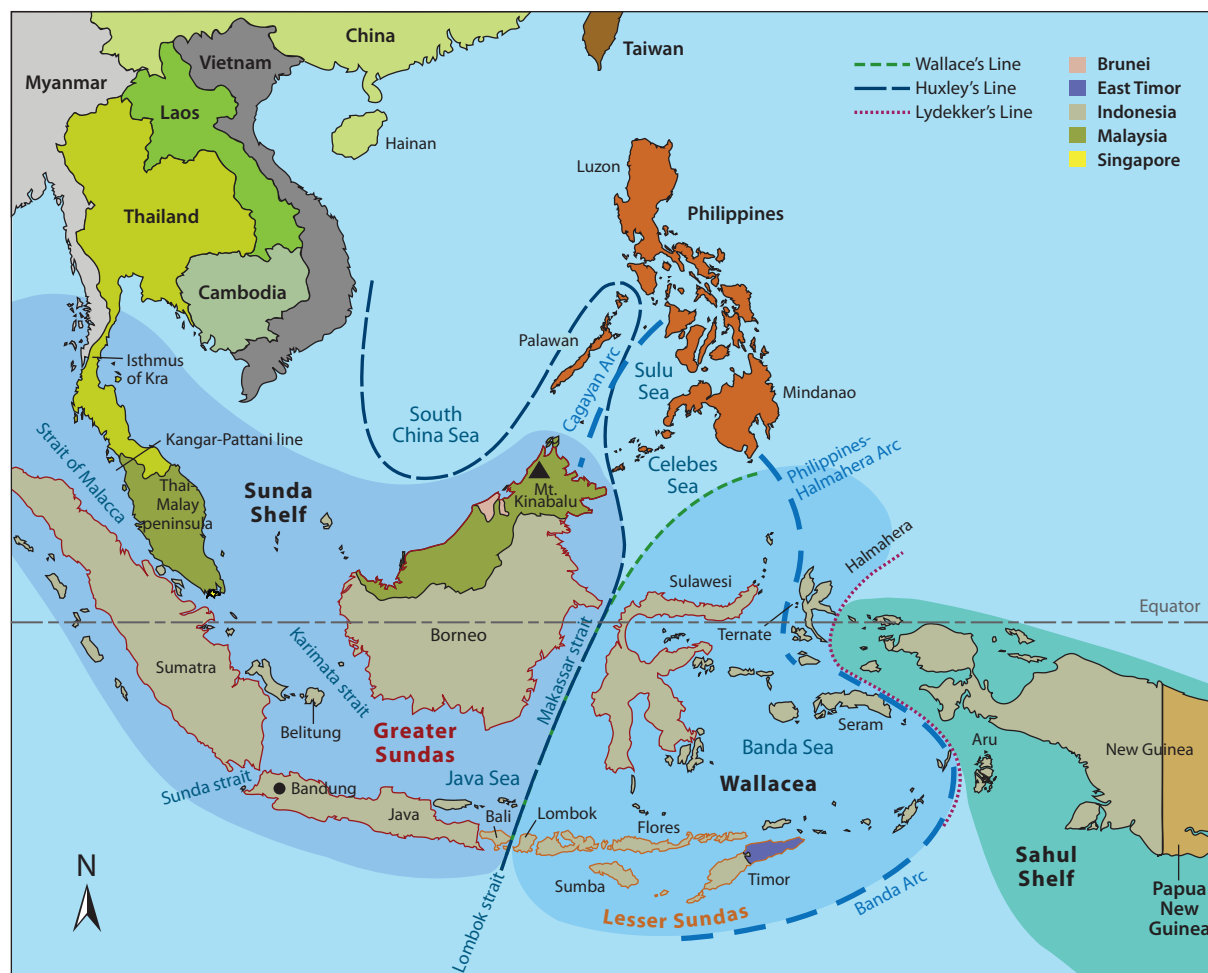 China
Taiwan
Vietnam
Myanmar
Laos
Hainan
Wallace's Line
Huxley's Line
Lydekker's Line
Brunei
East Timor
Indonesia
Malaysia
Singapore
Luzon
Thailand
Philippines
Cambodia
Palawan
Isthmus
of Kra
Cagayan Arc
Sulu
Sea
Mindanao
South
China Sea
Kangar-Pattani line
Strait of Malacca
Celebes
Sea
Philippines-
Halmahera Arc
Sunda
Shelf
Thai-
Malay
peninsula
Mt.
Kinabalu
Halmahera
Sulawesi
Equator
Borneo
Ternate
Makassar strait
Karimata strait
Sumatra
Belitung
Greater
Sundas
Seram
Banda Sea
Aru
New Guinea
Java Sea
Wallacea
Sunda strait
Bandung
Java
Bali
Lombok
Flores
Sumba
Timor
Lesser Sundas
Banda Arc
Sahul
Shelf
Papua
New
Guinea
N
Lombok strait